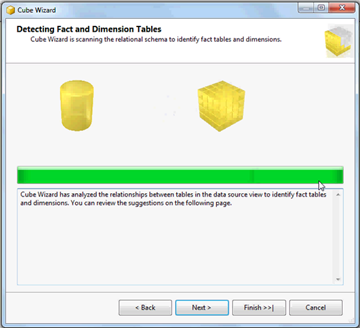 Cube Wizard
Detecting Fact and Dimension Tables
Cube Wizard is scanning the relational schema to identify fact tables and dimensions.
Cube Wizard has analyzed the relationships between tables in the data source view to identify fact tables
and dimensions. You can review the suggestions on the following page.
< Back
Next >
Finish >>|
Cancel